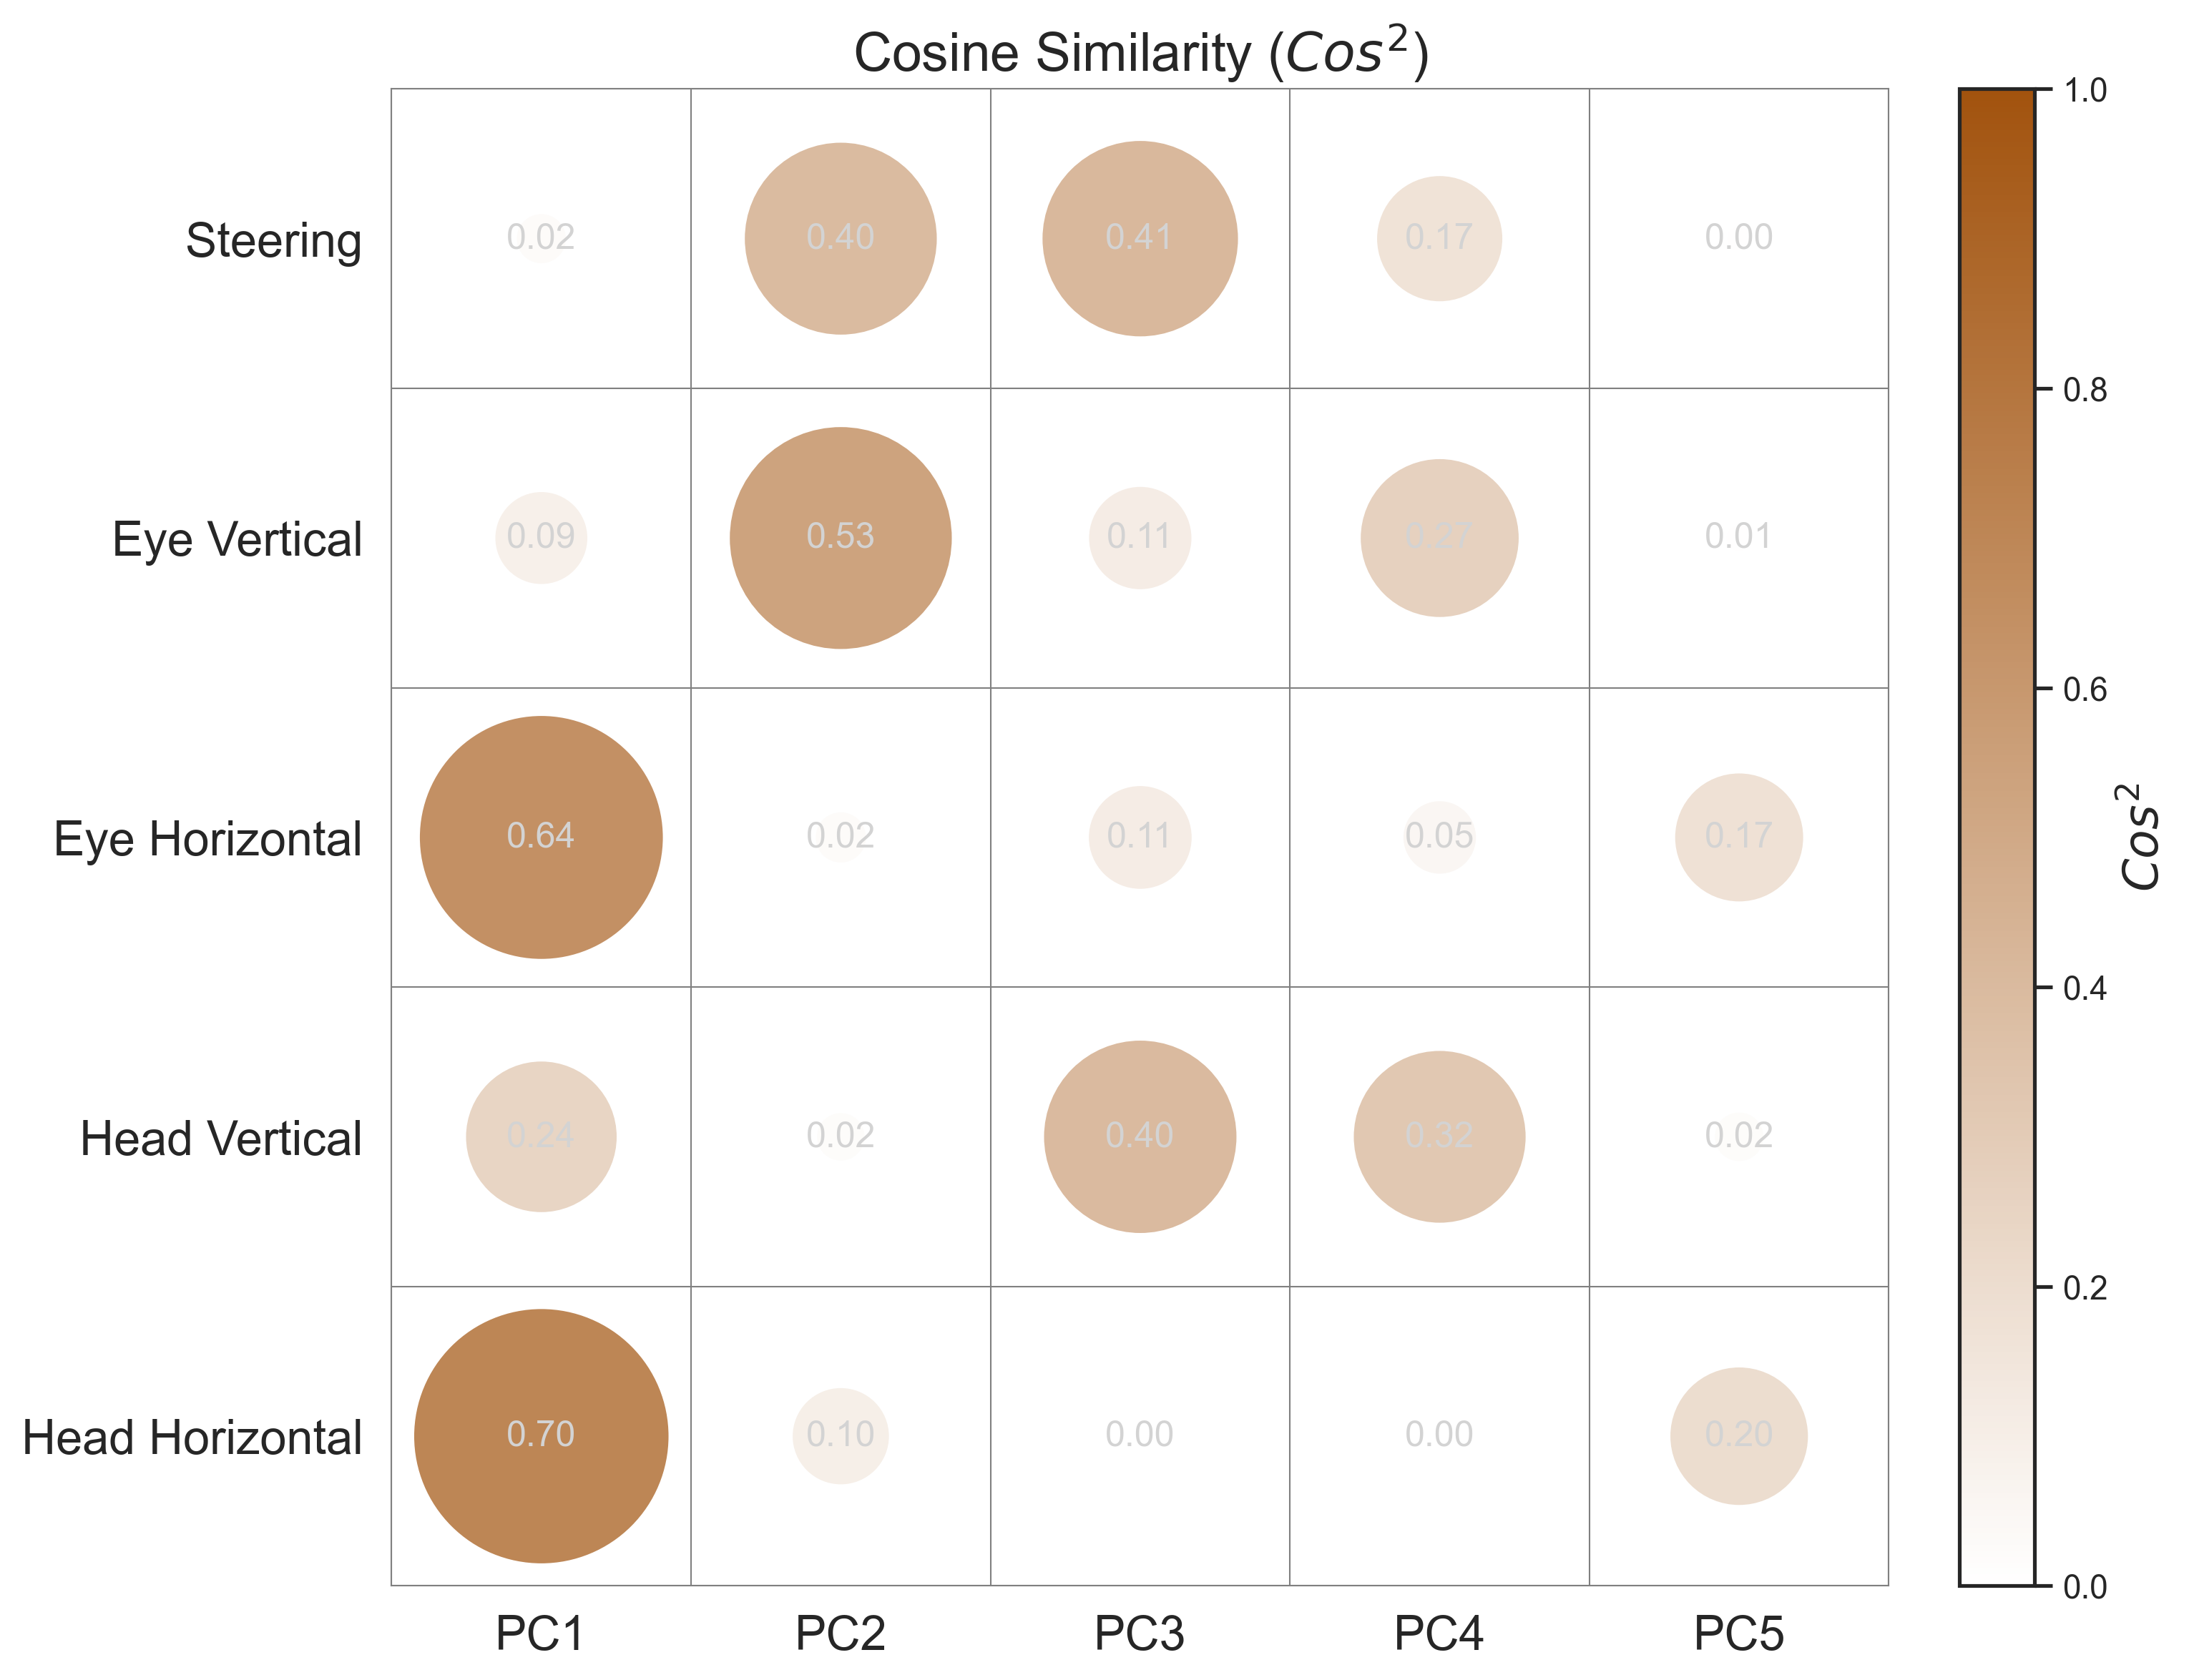 Cosine Similarity (Cos²)
Steering
0.02 0.40 0.41 0.17 0.00
Eye Vertical
0.09 0.53 0.11 0.27 0.01
Eye Horizontal
0.64 0.02 0.11 0.05 0.17
Head Vertical
0.24 0.02 0.40 0.32 0.02
Head Horizontal
0.70 0.10 0.00 0.00 0.20
PC1 PC2 PC3 PC4 PC5
1.0
0.8
0.6
0.4
0.2
0.0
Cos²